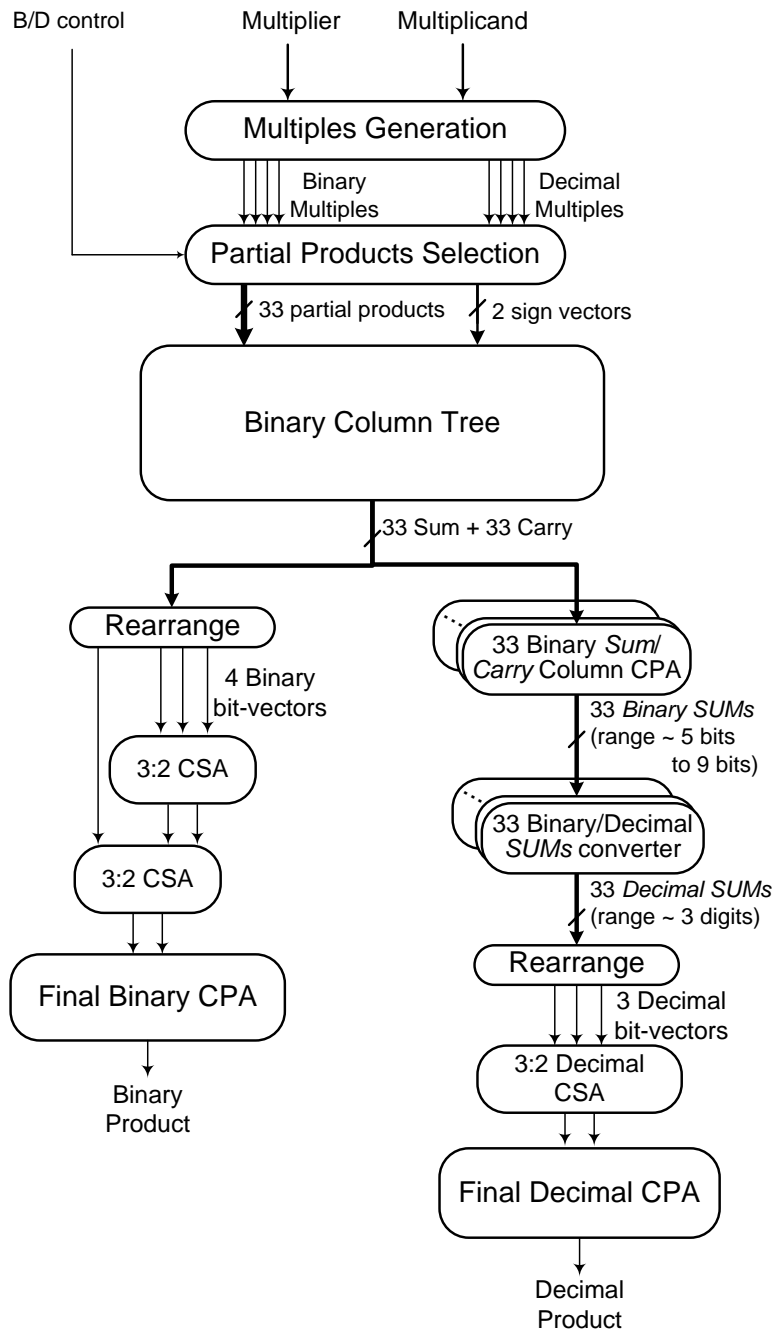 B/D control
Multiplier
Multiplicand
Multiples Generation
Binary
Multiples
Decimal
Multiples
Partial Products Selection
33 partial products
2 sign vectors
Binary Column Tree
33 Sum + 33 Carry
Rearrange
4 Binary
bit-vectors
3:2 CSA
3:2 CSA
Final Binary CPA
Binary
Product
33 Binary Sum/
Carry Column CPA
33 Binary SUMs
(range ~ 5 bits
to 9 bits)
33 Binary/Decimal
SUMs converter
33 Decimal SUMs
(range ~ 3 digits)
Rearrange
3 Decimal
bit-vectors
3:2 Decimal
CSA
Final Decimal CPA
Decimal
Product